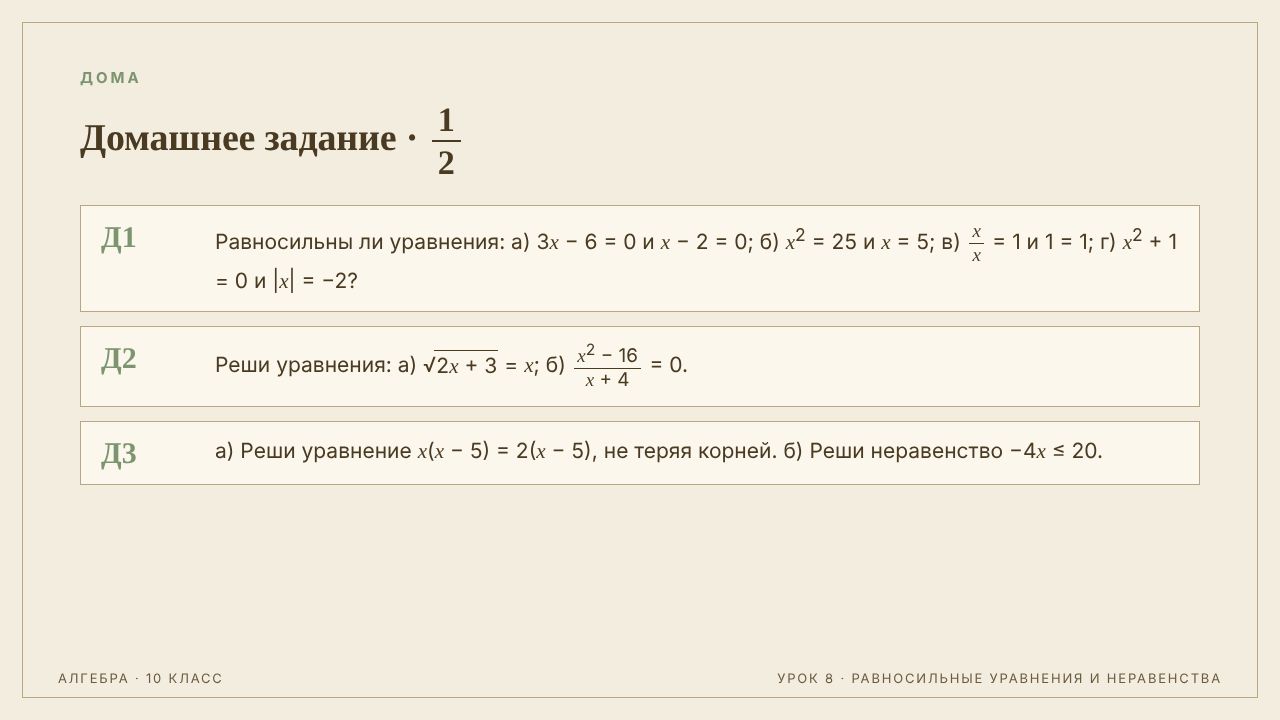 ДОМА
Домашнее задание · 1/2
Д1
Равносильны ли уравнения: а) 3x − 6 = 0 и x − 2 = 0; б) x² = 25 и x = 5; в) x/x = 1 и 1 = 1; г) x² + 1
= 0 и |x| = −2?
Д2
Реши уравнения: а) √(2x + 3) = x; б) (x² − 16)/(x + 4) = 0.
Д3
а) Реши уравнение x(x − 5) = 2(x − 5), не теряя корней. б) Реши неравенство −4x ≤ 20.
АЛГЕБРА · 10 КЛАСС
УРОК 8 · РАВНОСИЛЬНЫЕ УРАВНЕНИЯ И НЕРАВЕНСТВА